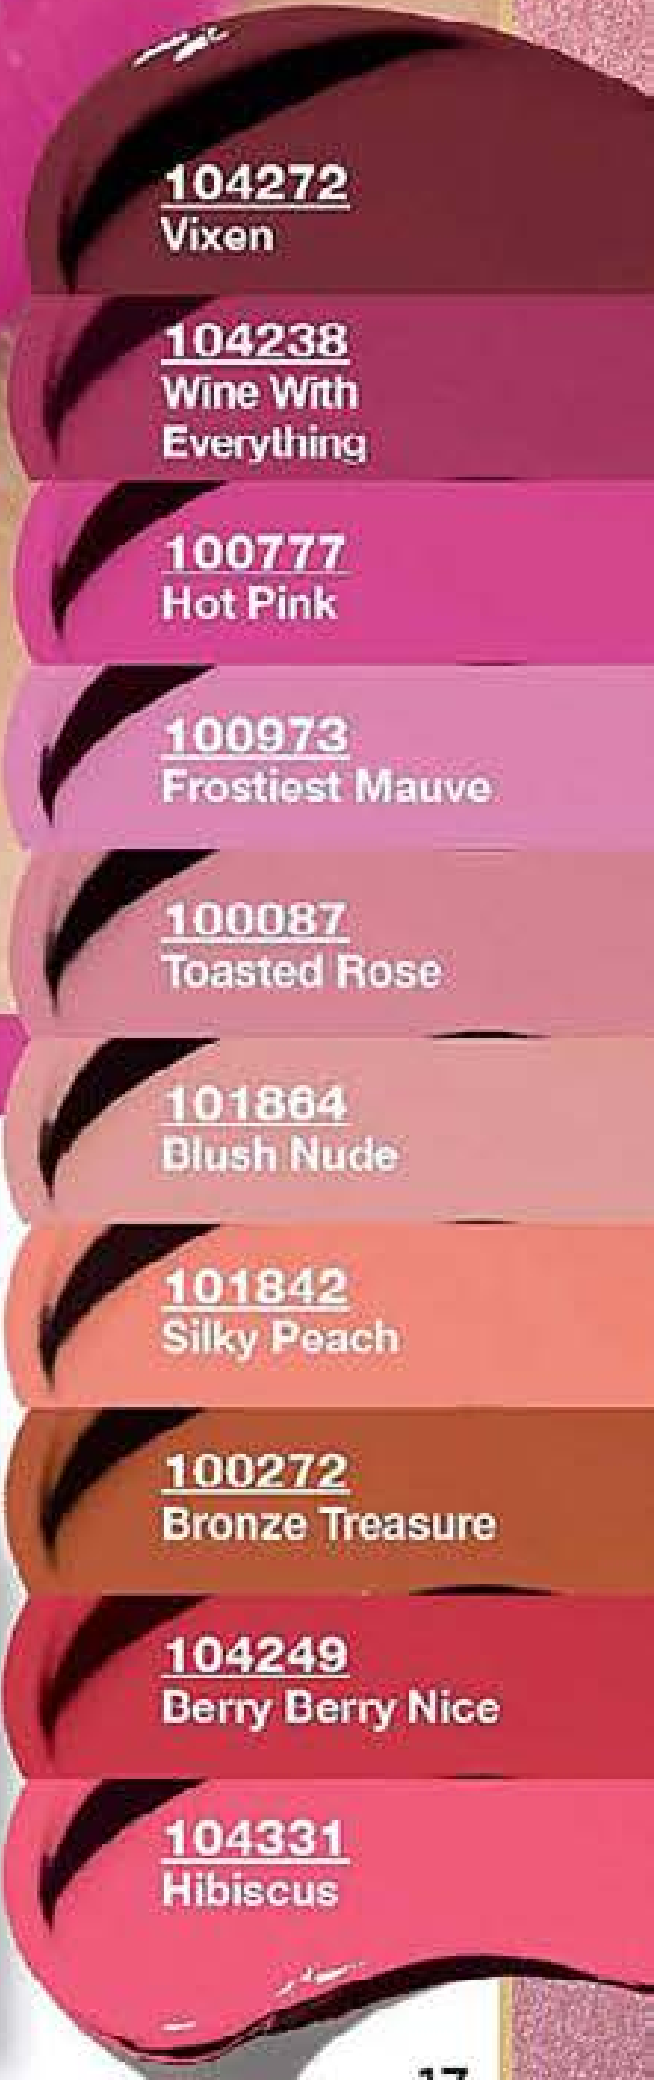 104272
Vixen
104238
Wine With
Everything
100777
Hot Pink
100973
Frostiest Mauve
100087
Toasted Rose
101864
Blush Nude
101842
Silky Peach
100272
Bronze Treasure
104249
Berry Berry Nice
104331
Hibiscus
17